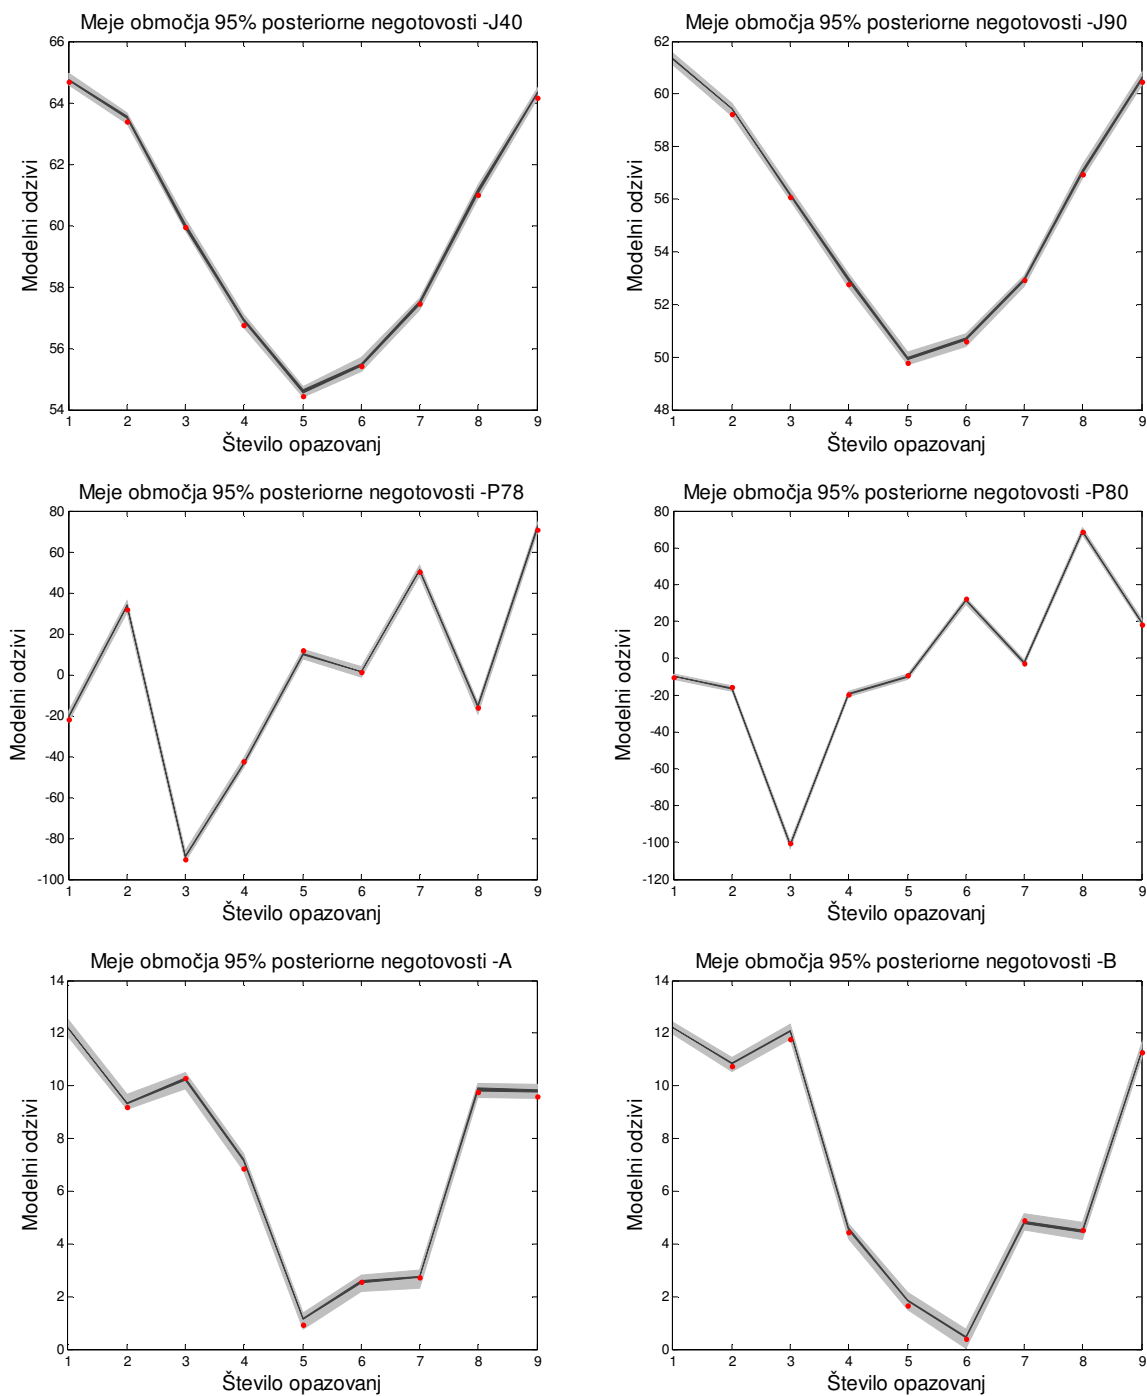 Meje območja 95% posteriorne negotovosti -J40
66
64
62
60
58
56
54
Modelni odzivi
1 2 3 4 5 6 7 8 9
Število opazovanj
Meje območja 95% posteriorne negotovosti -J90
62
60
58
56
54
52
50
48
Modelni odzivi
1 2 3 4 5 6 7 8 9
Število opazovanj
Meje območja 95% posteriorne negotovosti -P78
80
60
40
20
0
-20
-40
-60
-80
-100
Modelni odzivi
1 2 3 4 5 6 7 8 9
Število opazovanj
Meje območja 95% posteriorne negotovosti -P80
80
60
40
20
0
-20
-40
-60
-80
-100
-120
Modelni odzivi
1 2 3 4 5 6 7 8 9
Število opazovanj
Meje območja 95% posteriorne negotovosti -A
14
12
10
8
6
4
2
0
Modelni odzivi
1 2 3 4 5 6 7 8 9
Število opazovanj
Meje območja 95% posteriorne negotovosti -B
14
12
10
8
6
4
2
0
Modelni odzivi
1 2 3 4 5 6 7 8 9
Število opazovanj